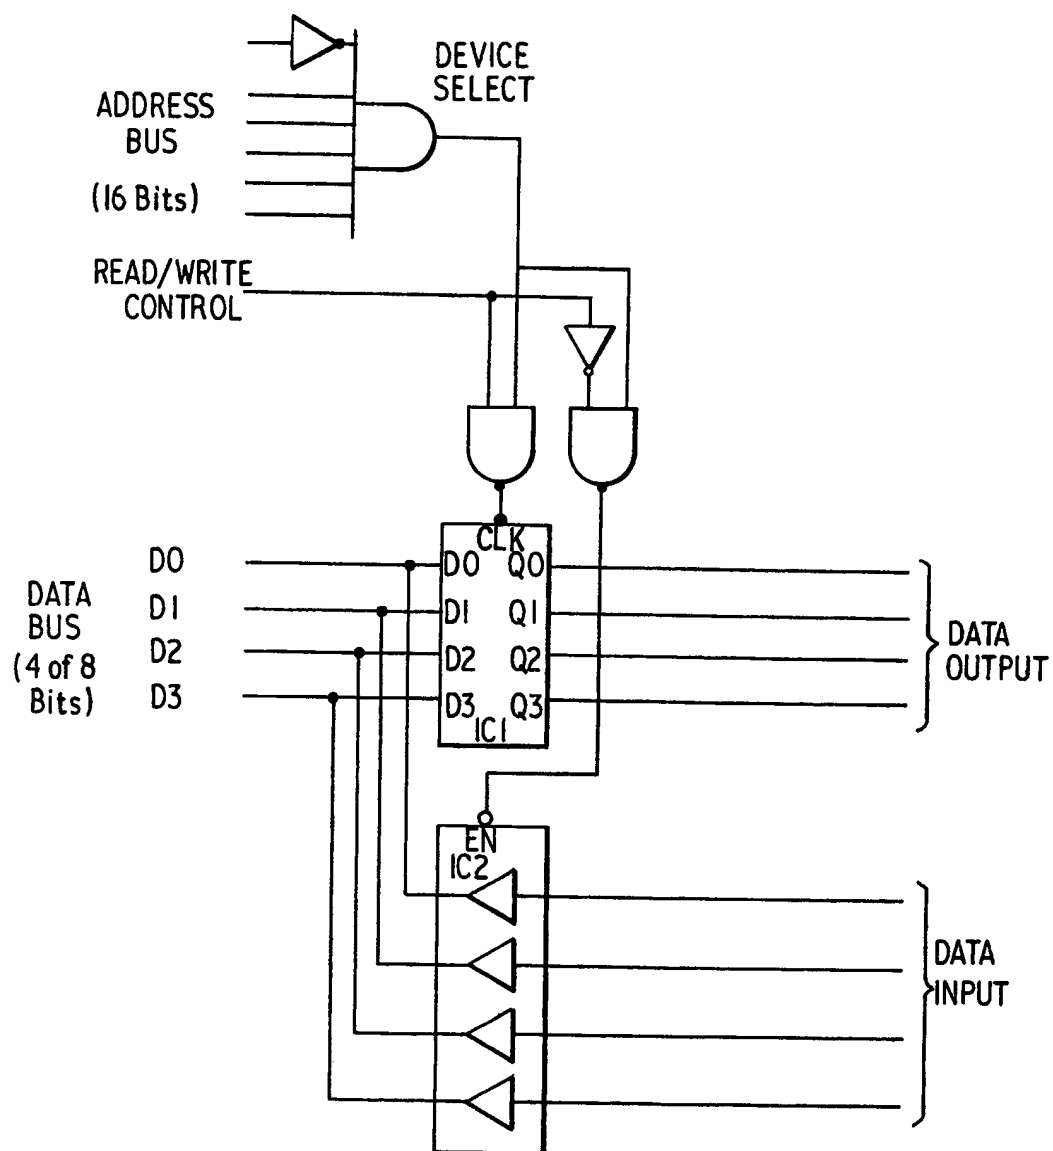 DEVICE
SELECT
ADDRESS
BUS
(16 Bits)
READ/WRITE
CONTROL
CLK
D0
D0
Q0
D1
D1
Q1
D2
D2
Q2
D3
D3
Q3
IC1
DATA
BUS
(4 of 8
Bits)
DATA
OUTPUT
EN
IC2
DATA
INPUT